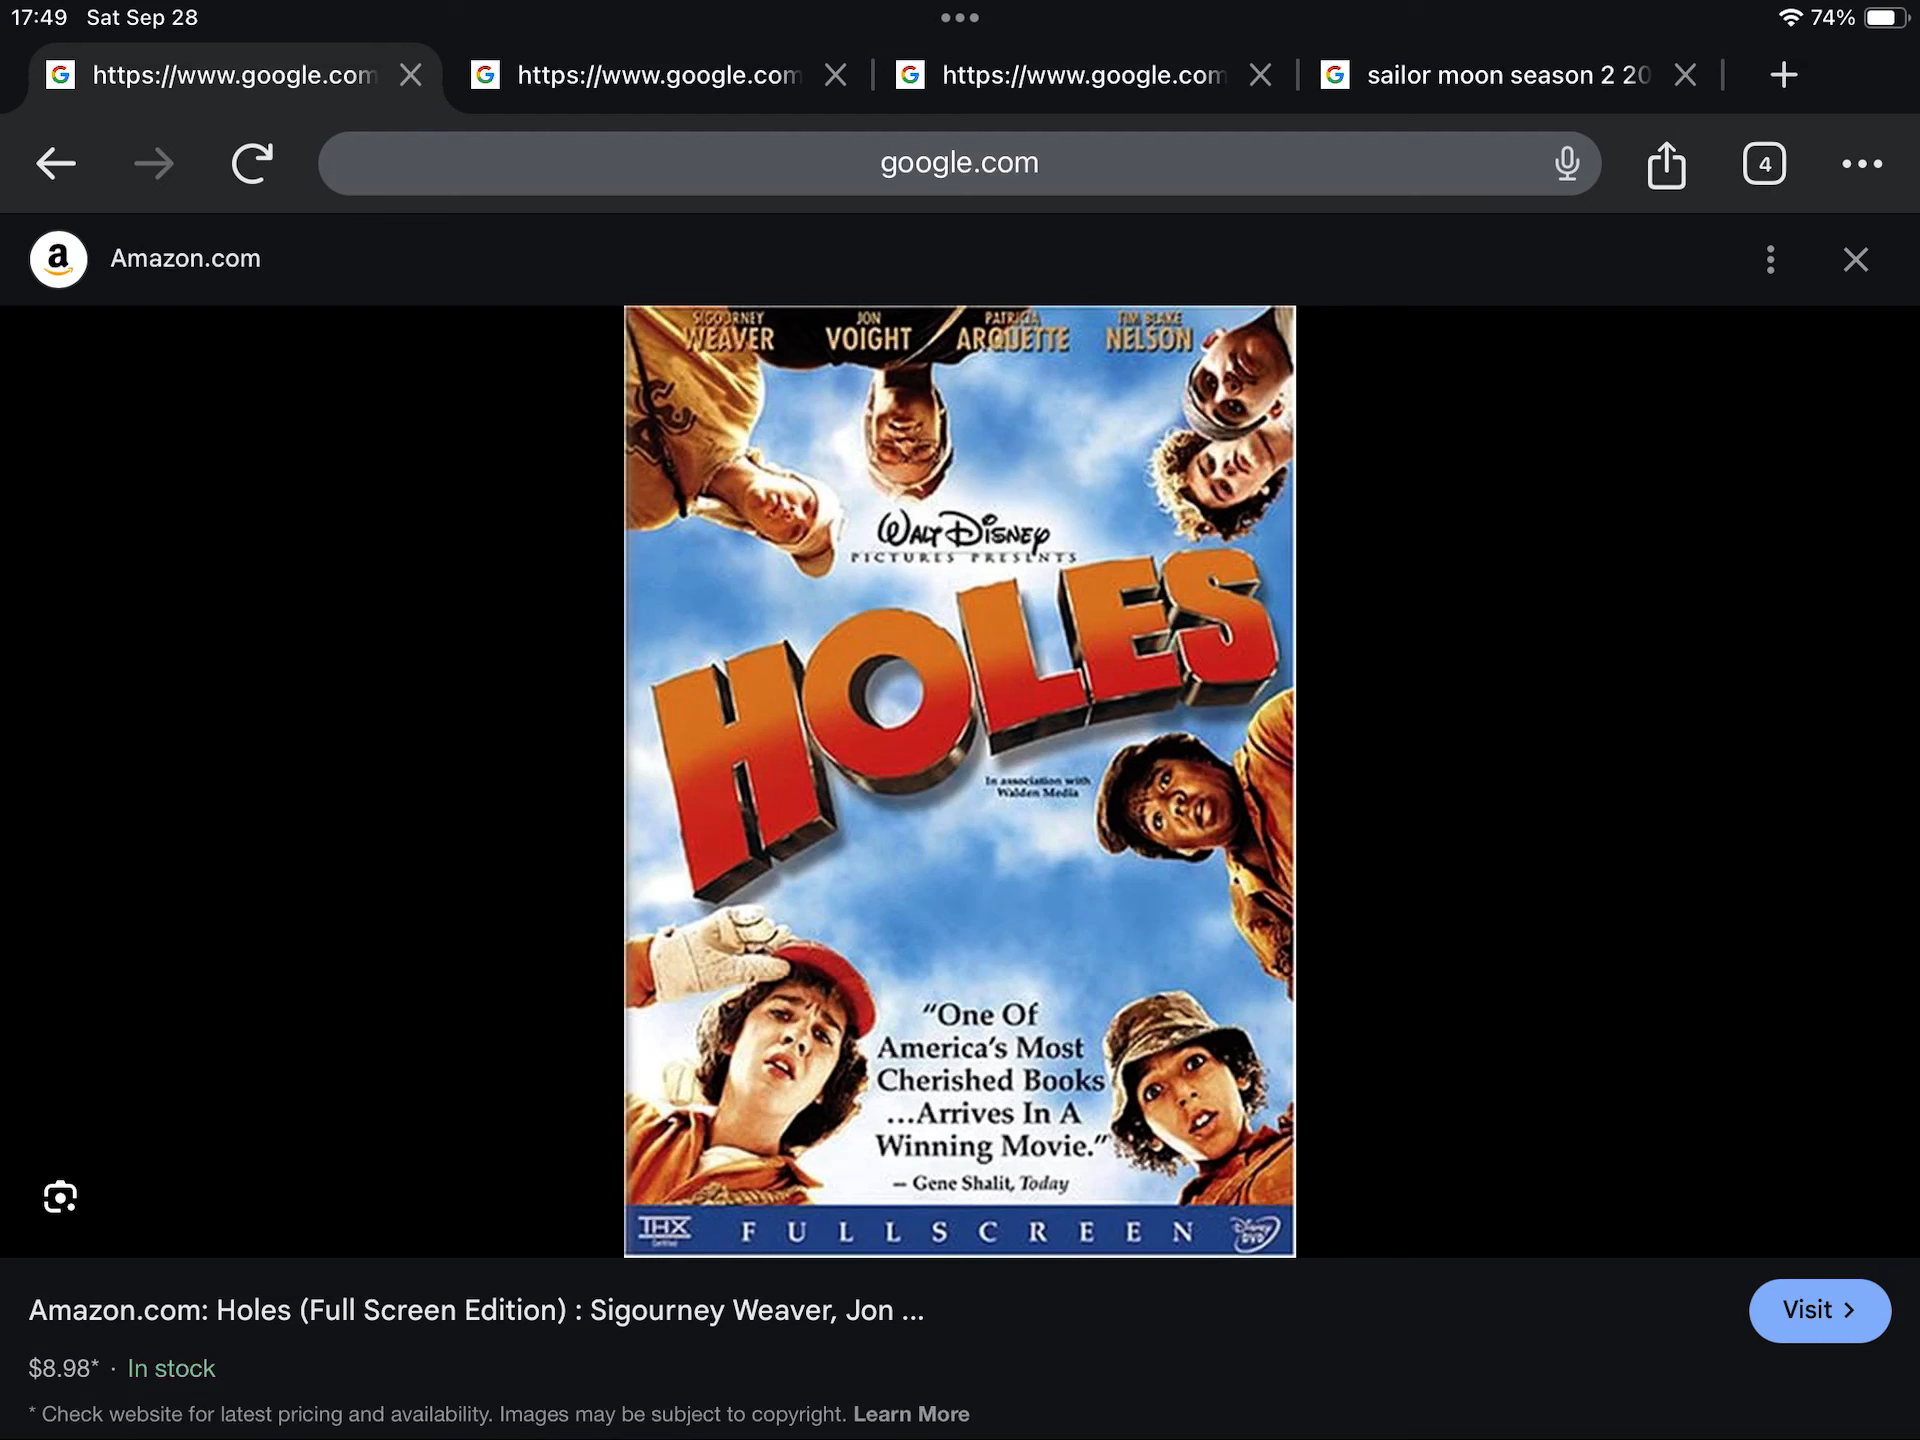 17:49 Sat Sep 28
74%
https://www.google.com
https://www.google.com
https://www.google.com
sailor moon season 2 20
google.com
4
a
Amazon.com
SIGOURNEY WEAVER
JON VOIGHT
PATRICIA ARQUETTE
TIM BLAKE NELSON
WALT DISNEY
PICTURES PRESENTS
HOLES
In association with
Walden Media
"One Of
America's Most
Cherished Books
...Arrives In A
Winning Movie."
– Gene Shalit, Today
THX
Certified
FULLSCREEN
Disney
DVD
Amazon.com: Holes (Full Screen Edition) : Sigourney Weaver, Jon ...
Visit >
$8.98* · In stock
* Check website for latest pricing and availability. Images may be subject to copyright. Learn More